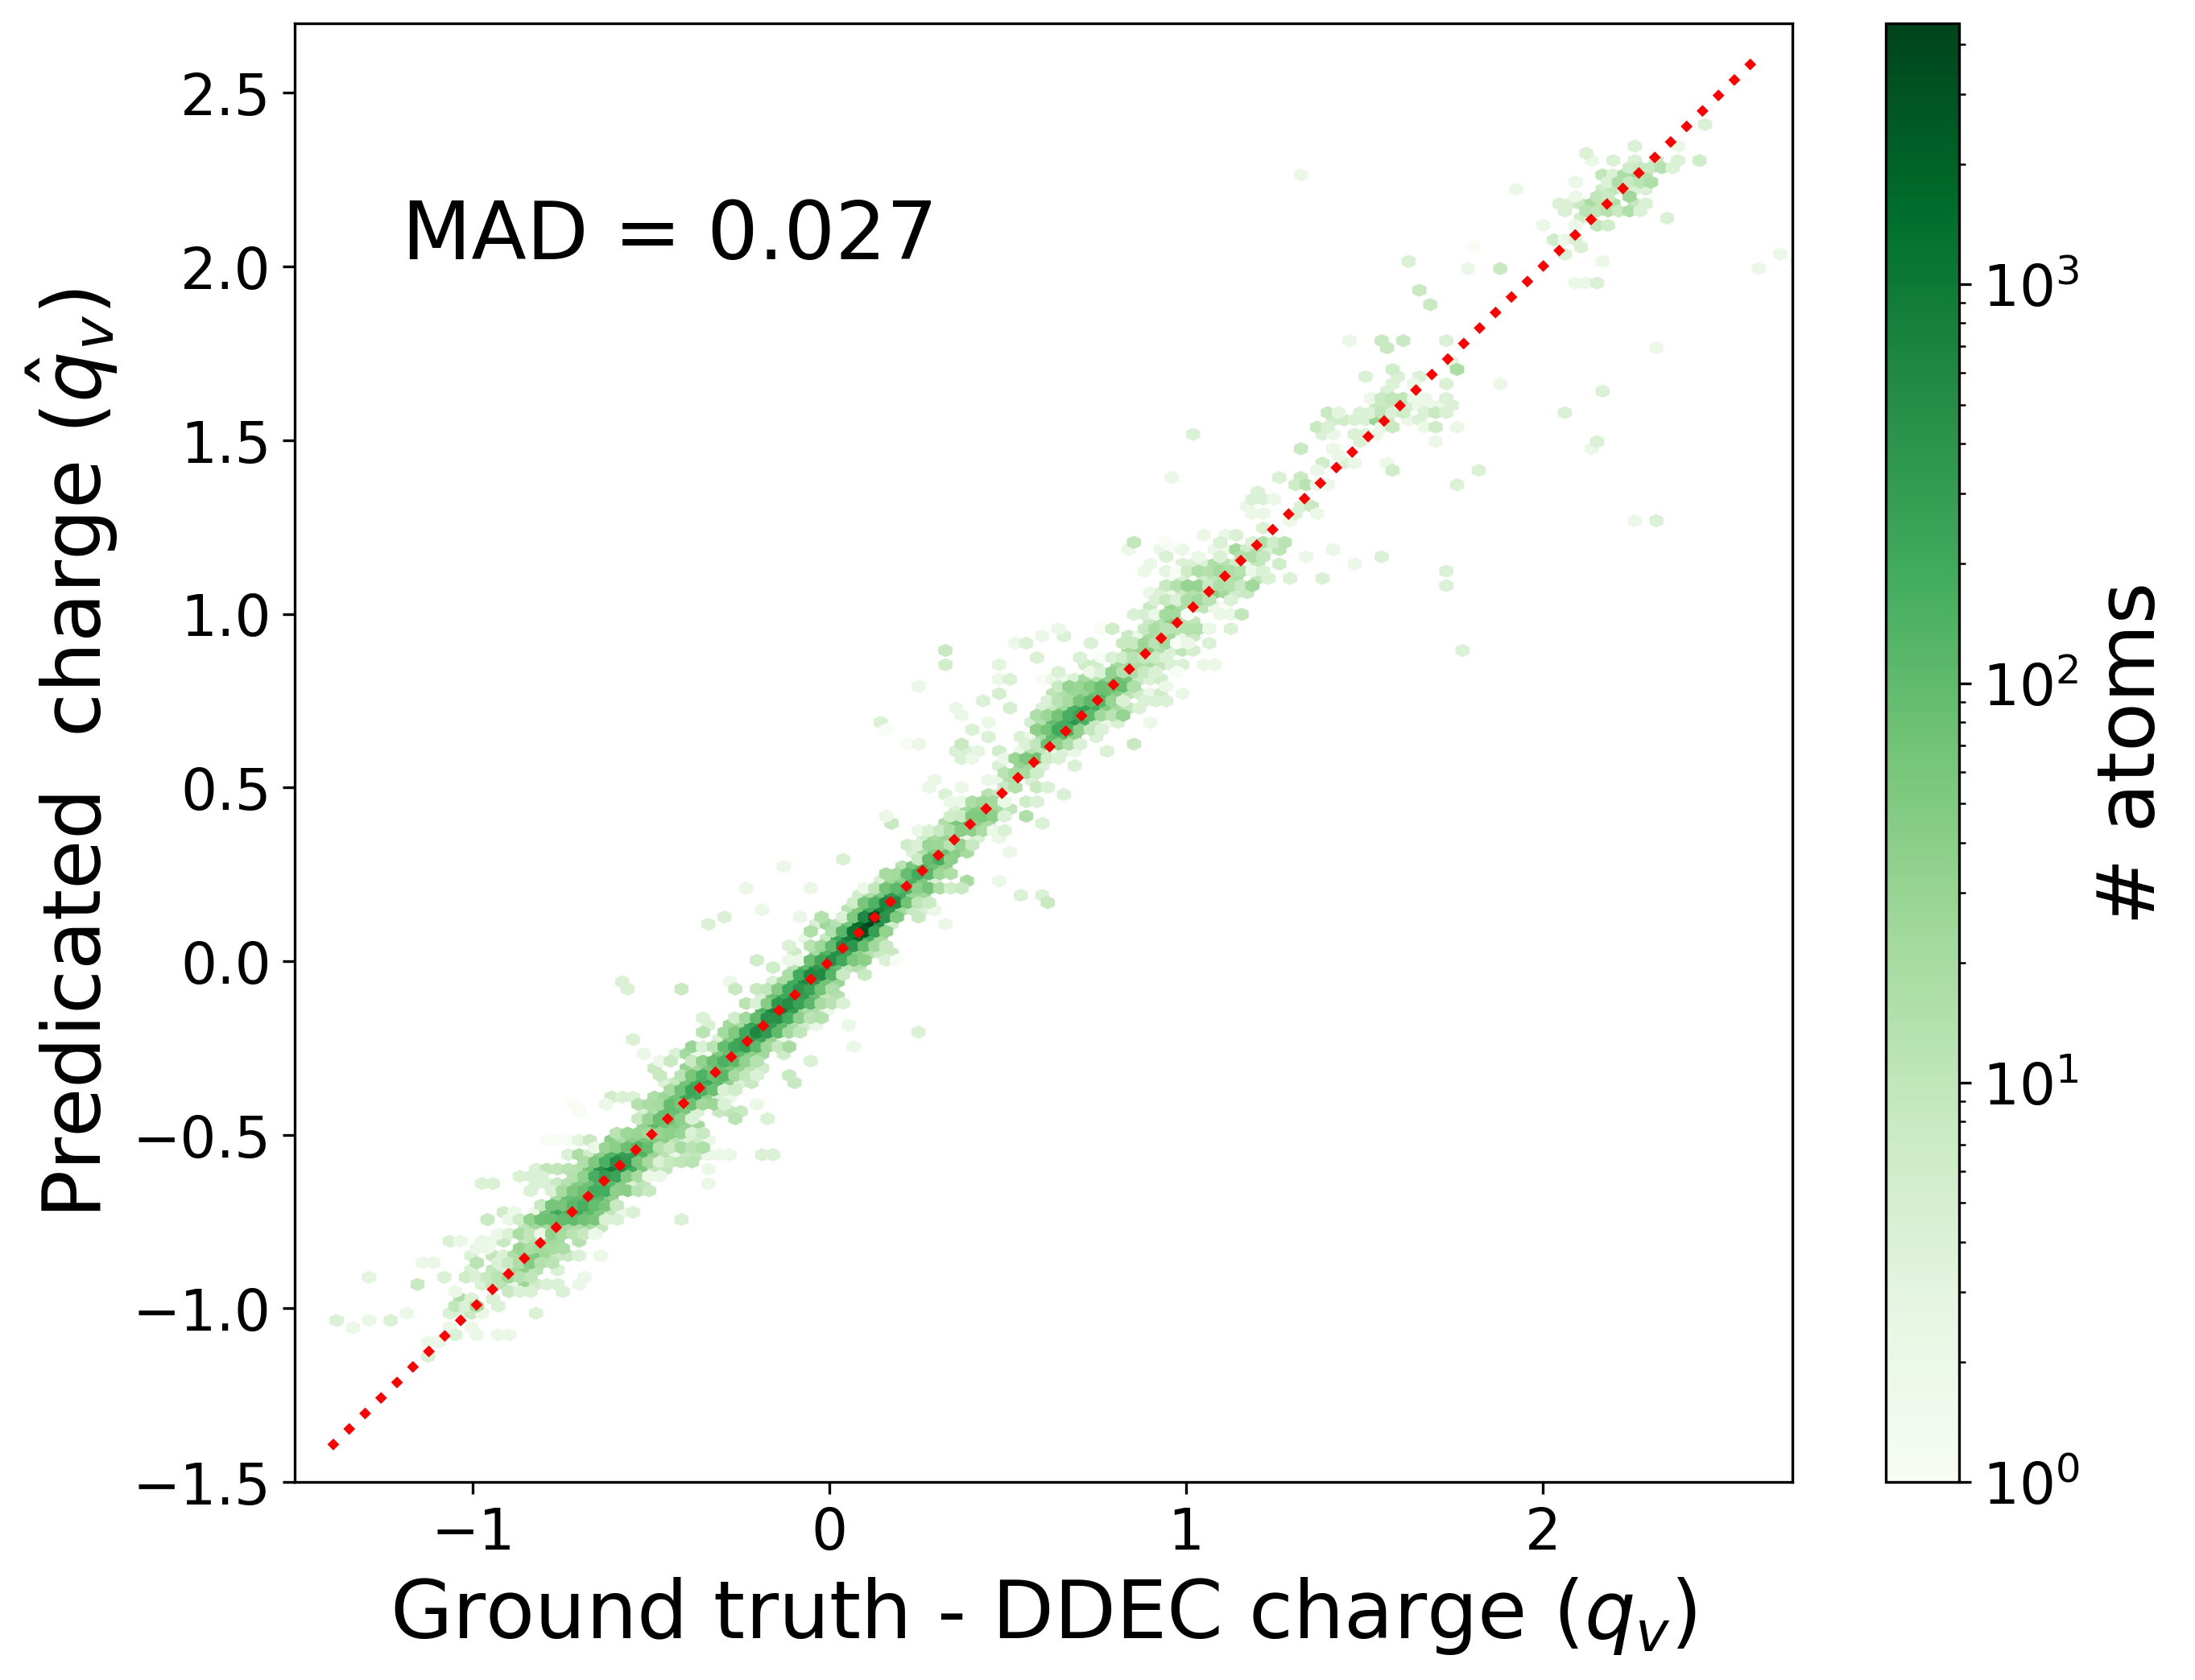 MAD = 0.027
Predicated charge (q̂ᵥ)
2.5
2.0
1.5
1.0
0.5
0.0
−0.5
−1.0
−1.5
−1 0 1 2
Ground truth - DDEC charge (qᵥ)
10³
10²
10¹
10⁰
# atoms